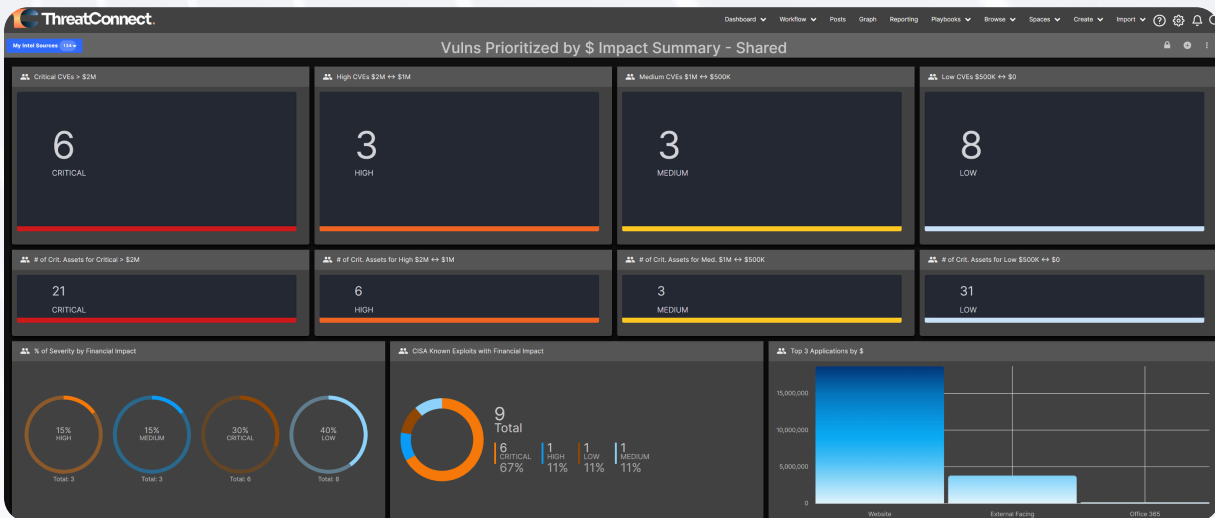 ThreatConnect.
Dashboard Workflow Posts Graph Reporting Playbooks Browse Spaces Create Import
My Intel Sources
Vulns Prioritized by $ Impact Summary - Shared
Critical CVEs > $2M
6
CRITICAL
High CVEs $2M ↔ $1M
3
HIGH
Medium CVEs $1M ↔ $500K
3
MEDIUM
Low CVEs $500K ↔ $0
8
LOW
# of Crit. Assets for Critical > $2M
21
CRITICAL
# of Crit. Assets for High $2M ↔ $1M
6
HIGH
# of Crit. Assets for Med. $1M ↔ $500K
3
MEDIUM
# of Crit. Assets for Low $500K ↔ $0
31
LOW
% of Severity by Financial Impact
15%
HIGH
Total: 3
15%
MEDIUM
Total: 3
30%
CRITICAL
Total: 6
40%
LOW
Total: 8
CISA Known Exploits with Financial Impact
9
Total
6
CRITICAL
67%
1
HIGH
11%
1
LOW
11%
1
MEDIUM
11%
Top 3 Applications by $
15,000,000
10,000,000
5,000,000
0
Website
External Facing
Office 365